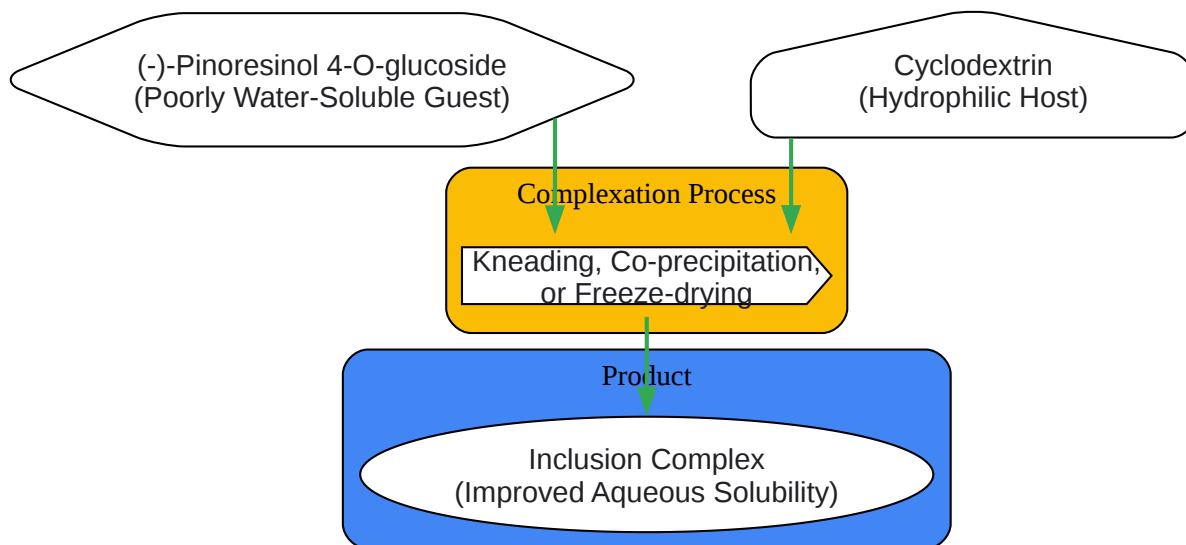 (-)-Pinoresinol 4-O-glucoside
(Poorly Water-Soluble Guest)
Cyclodextrin
(Hydrophilic Host)
Complexation Process
Kneading, Co-precipitation,
or Freeze-drying
Product
Inclusion Complex
(Improved Aqueous Solubility)